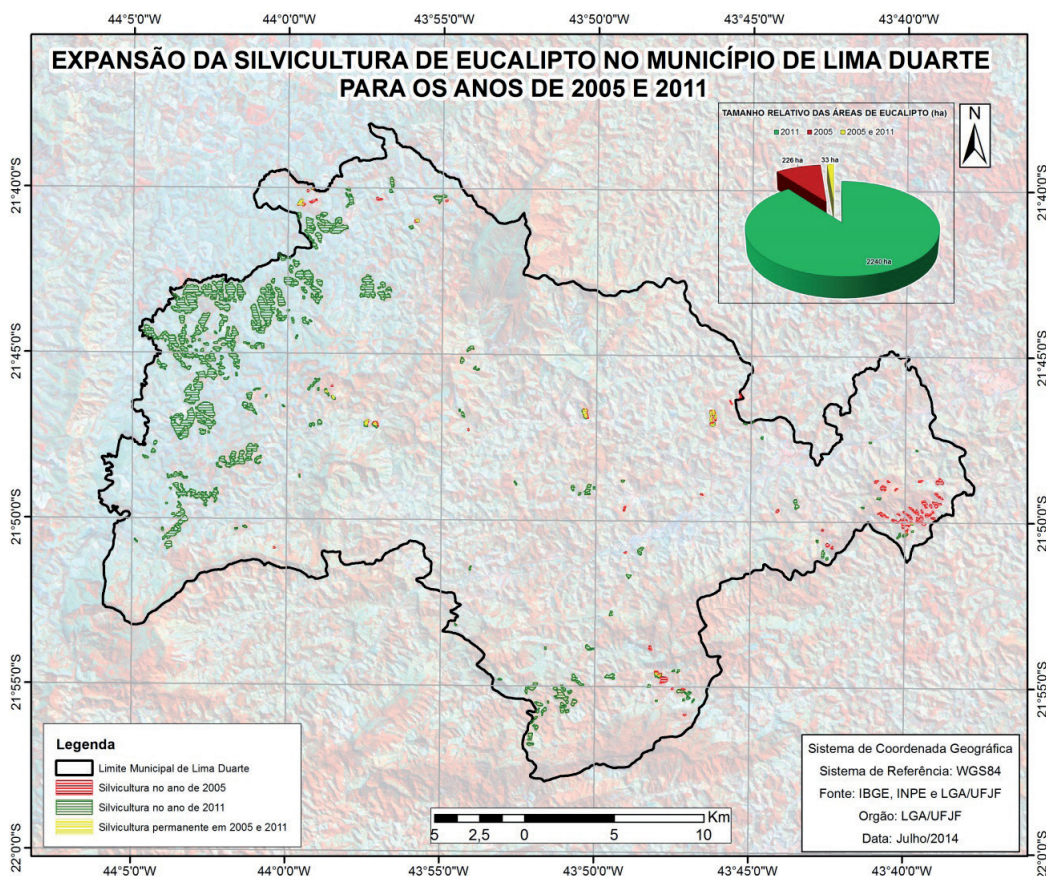 44°5'0"W 44°0'0"W 43°55'0"W 43°50'0"W 43°45'0"W 43°40'0"W
EXPANSÃO DA SILVICULTURA DE EUCALIPTO NO MUNICÍPIO DE LIMA DUARTE
PARA OS ANOS DE 2005 E 2011
TAMANHO RELATIVO DAS ÁREAS DE EUCALIPTO (ha)
2011 2005 2005 e 2011
226 ha
33 ha
2240 ha
N
21°40'0"S 21°40'0"S
21°45'0"S 21°45'0"S
21°50'0"S 21°50'0"S
21°55'0"S 21°55'0"S
22°0'0"S 22°0'0"S
Legenda
Limite Municipal de Lima Duarte
Silvicultura no ano de 2005
Silvicultura no ano de 2011
Silvicultura permanente em 2005 e 2011
Km
5 2,5 0 5 10
Sistema de Coordenada Geográfica
Sistema de Referência: WGS84
Fonte: IBGE, INPE e LGA/UFJF
Orgão: LGA/UFJF
Data: Julho/2014
44°5'0"W 44°0'0"W 43°55'0"W 43°50'0"W 43°45'0"W 43°40'0"W